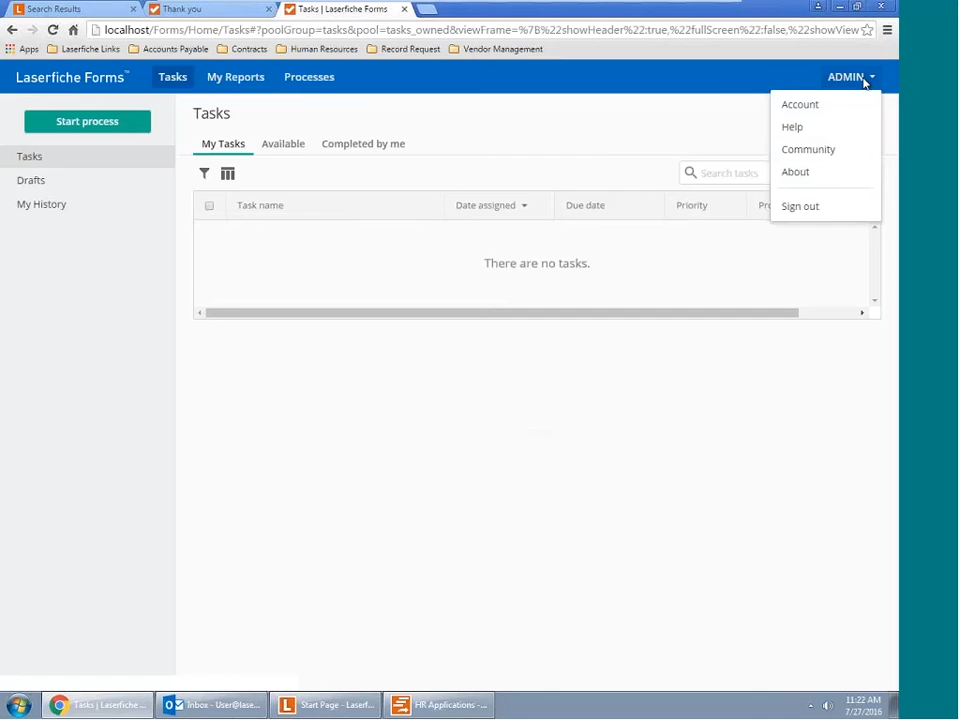 Search Results
Thank you
Tasks | Laserfiche Forms
localhost/Forms/Home/Tasks#?poolGroup=tasks&pool=tasks_owned&viewFrame=%7B%22showHeader%22:true,%22fullScreen%22:false,%22showView
Apps Laserfiche Links Accounts Payable Contracts Human Resources Record Request Vendor Management
Laserfiche Forms™ Tasks My Reports Processes ADMIN
Account
Help
Community
About
Sign out
Start process
Tasks
Drafts
My History
Tasks
My Tasks Available Completed by me
Search tasks
Task name Date assigned Due date Priority
There are no tasks.
Tasks | Laserfiche ... Inbox - User@lase... Start Page - Laserf... HR Applications -...
11:22 AM
7/27/2016